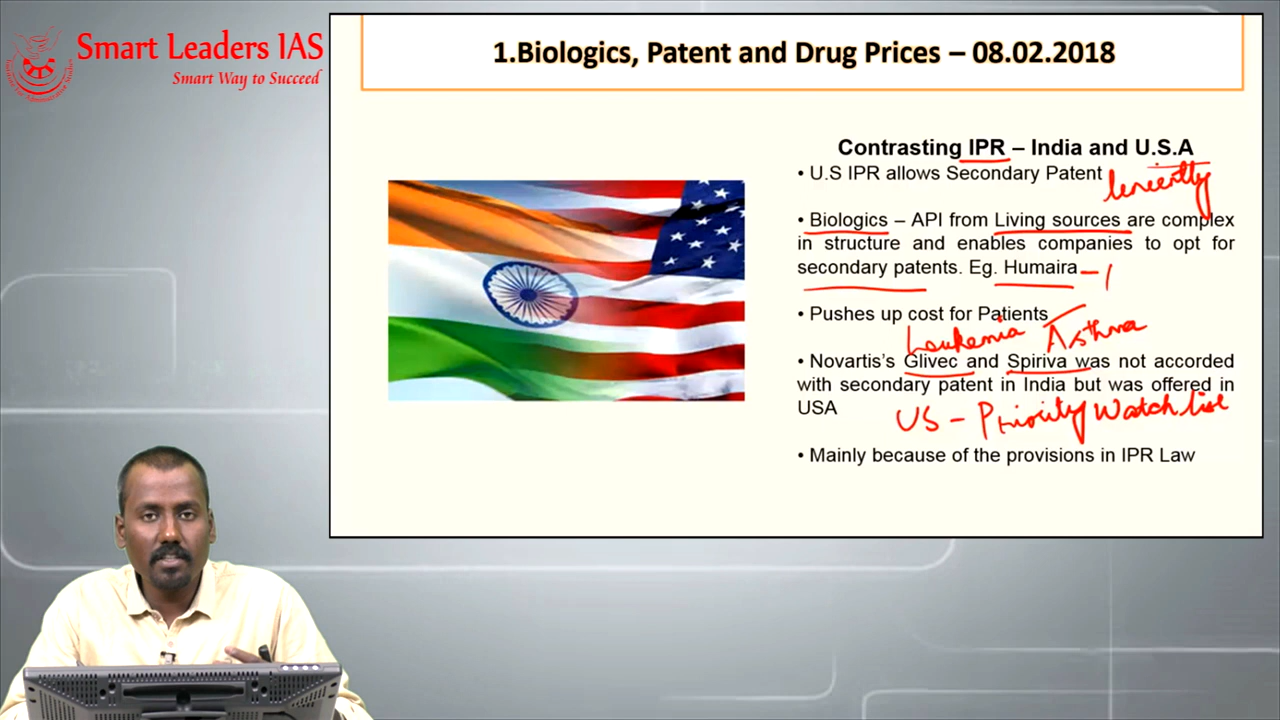 Smart Leaders IAS
Smart Way to Succeed
1.Biologics, Patent and Drug Prices – 08.02.2018
Contrasting IPR – India and U.S.A
• U.S IPR allows Secondary Patent leniently
• Biologics – API from Living sources are complex
in structure and enables companies to opt for
secondary patents. Eg. Humaira – 1
• Pushes up cost for Patients
Leukemia Asthma
• Novartis's Glivec and Spiriva was not accorded
with secondary patent in India but was offered in
USA
US – Priority Watch list
• Mainly because of the provisions in IPR Law